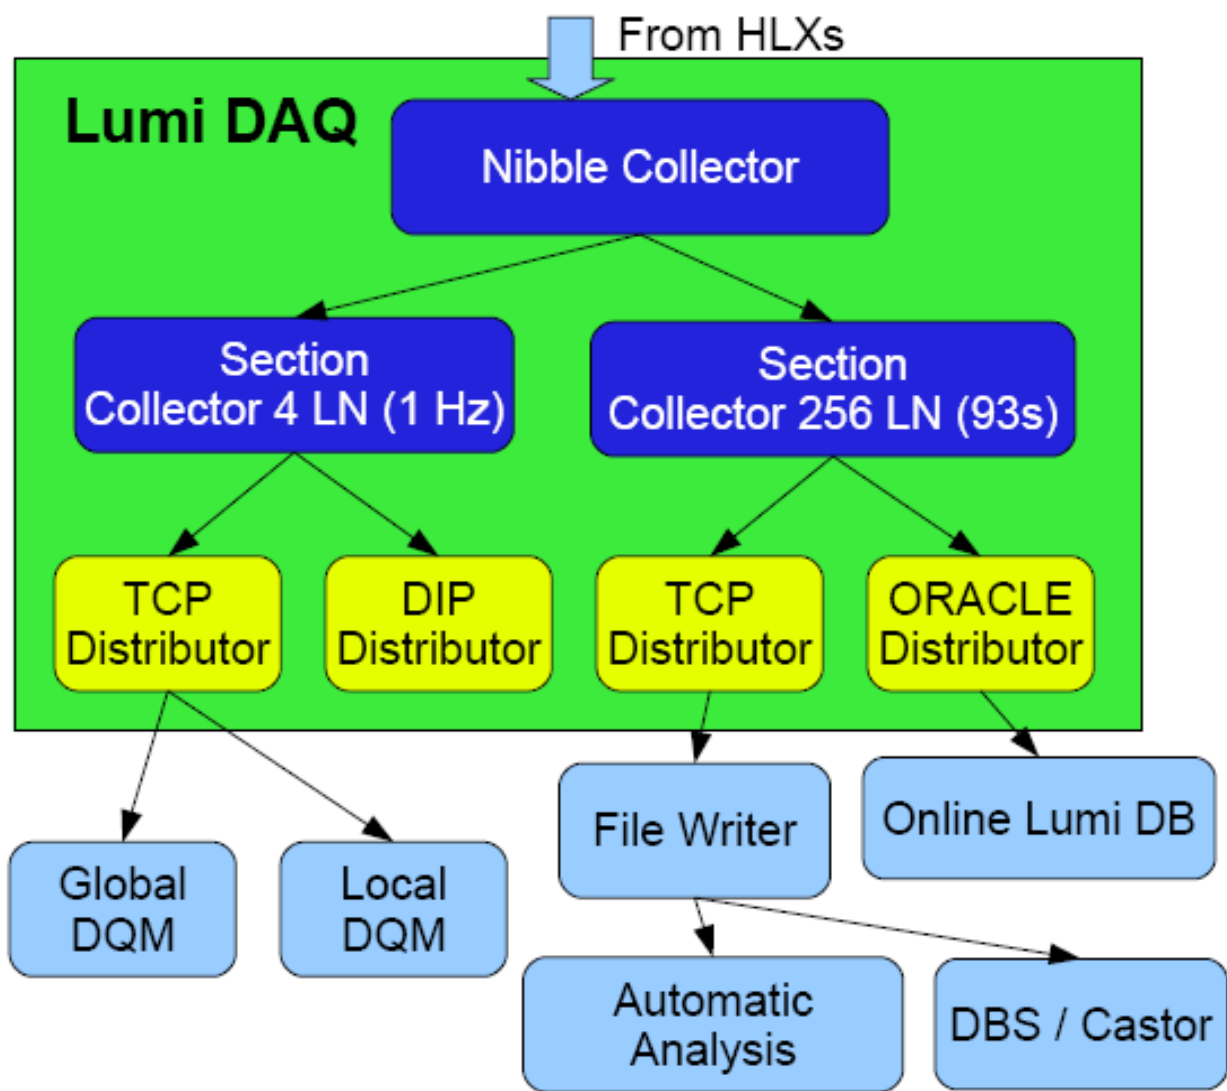 From HLXs
Lumi DAQ
Nibble Collector
Section
Collector 4 LN (1 Hz)
Section
Collector 256 LN (93s)
TCP
Distributor
DIP
Distributor
TCP
Distributor
ORACLE
Distributor
File Writer
Online Lumi DB
Global
DQM
Local
DQM
Automatic
Analysis
DBS / Castor